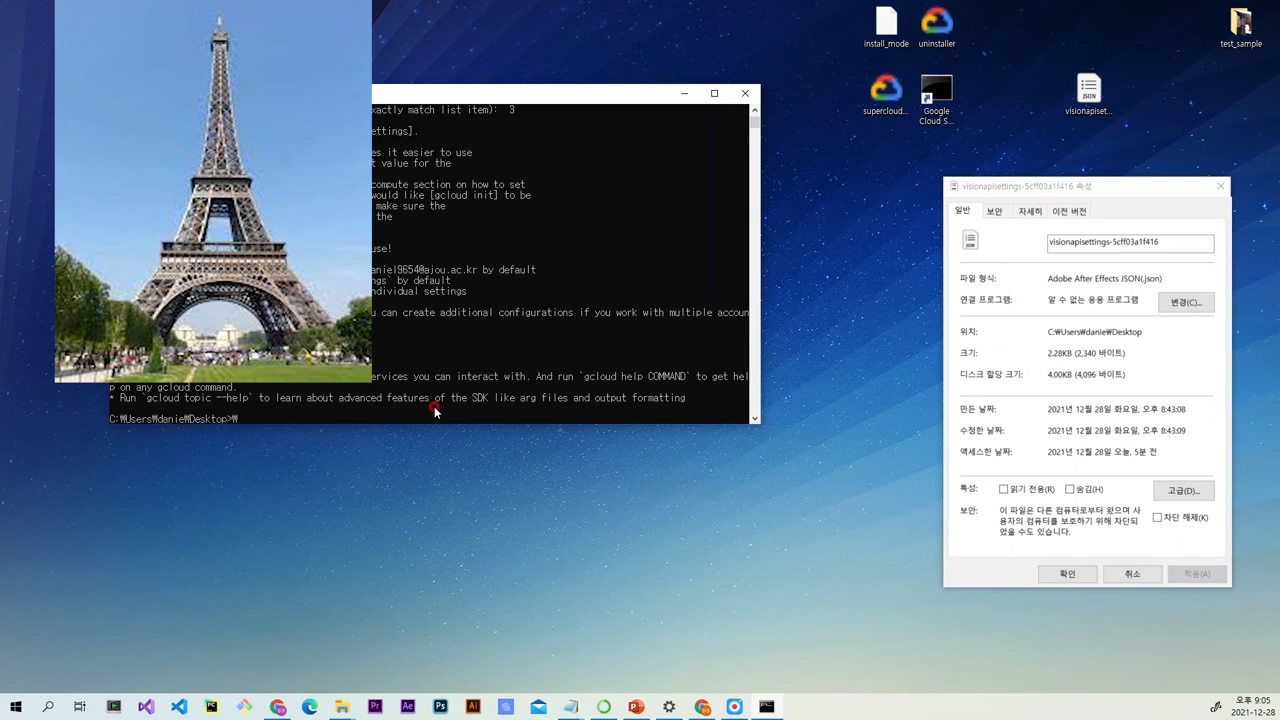 install_mode
uninstaller
test_sample
supercloud...
Google
Cloud S...
JSON
visionapiset...
xactly match list item):  3
ettings].
es it easier to use
t value for the
compute section on how to set
would like [gcloud init] to be
make sure the
the
use!
aniel9654@ajou.ac.kr by default
ngs` by default
ndividual settings
u can create additional configurations if you work with multiple accoun
ervices you can interact with. And run `gcloud help COMMAND` to get hel
p on any gcloud command.
* Run `gcloud topic --help` to learn about advanced features of the SDK like arg files and output formatting
C:₩Users₩danie₩Desktop>₩
visionapisettings-5cff03a1f416 속성
일반 보안 자세히 이전 버전
JSON
visionapisettings-5cff03a1f416
파일 형식: Adobe After Effects JSON(.json)
연결 프로그램: 알 수 없는 응용 프로그램 변경(C)...
위치: C:₩Users₩danie₩Desktop
크기: 2.28KB (2,340 바이트)
디스크 할당 크기: 4.00KB (4,096 바이트)
만든 날짜: 2021년 12월 28일 화요일, 오후 8:43:08
수정한 날짜: 2021년 12월 28일 화요일, 오후 8:43:09
액세스한 날짜: 2021년 12월 28일 오늘, 5분 전
특성: 읽기 전용(R) 숨김(H) 고급(D)...
보안: 이 파일은 다른 컴퓨터로부터 왔으며 사
용자의 컴퓨터를 보호하기 위해 차단되
었을 수도 있습니다.
차단 해제(K)
확인 취소 적용(A)
PC Pr Ae Ps Ai
오후 9:05
2021-12-28